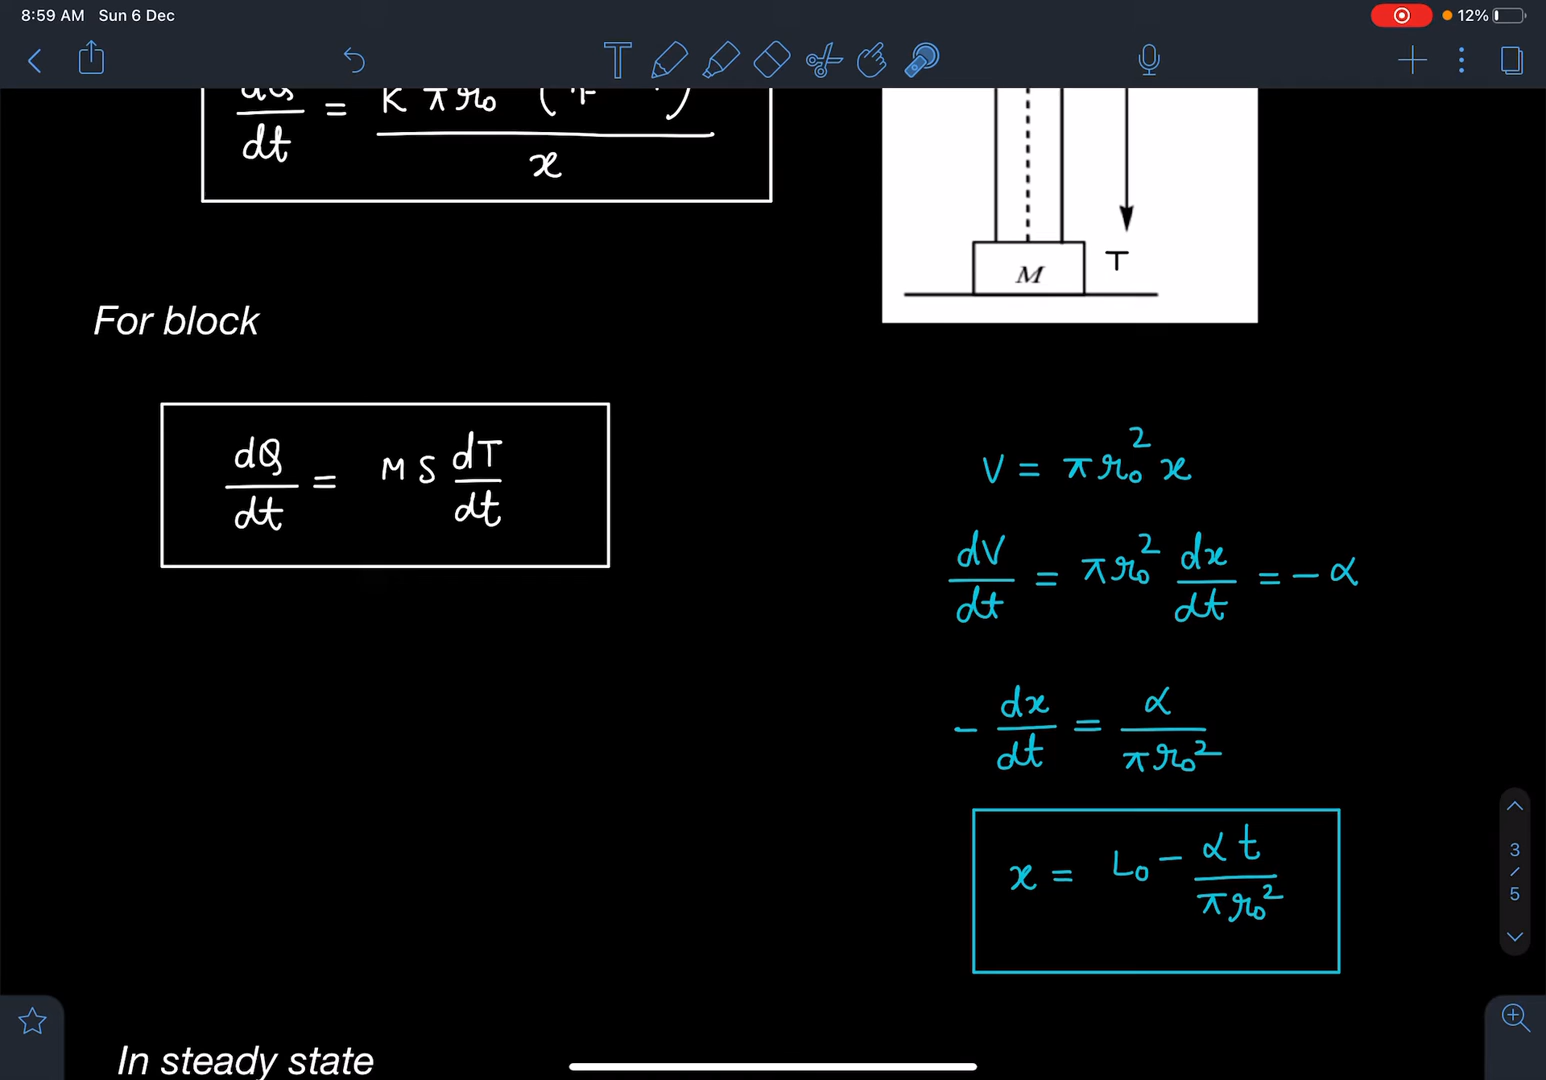 8:59 AM Sun 6 Dec
12%
dQ/dt = K π r₀ ( ) / x
M
T
For block
dQ/dt = M S dT/dt
V = π r₀² x
dV/dt = π r₀² dx/dt = - α
- dx/dt = α / π r₀²
x = L₀ - α t / π r₀²
3
/
5
In steady state